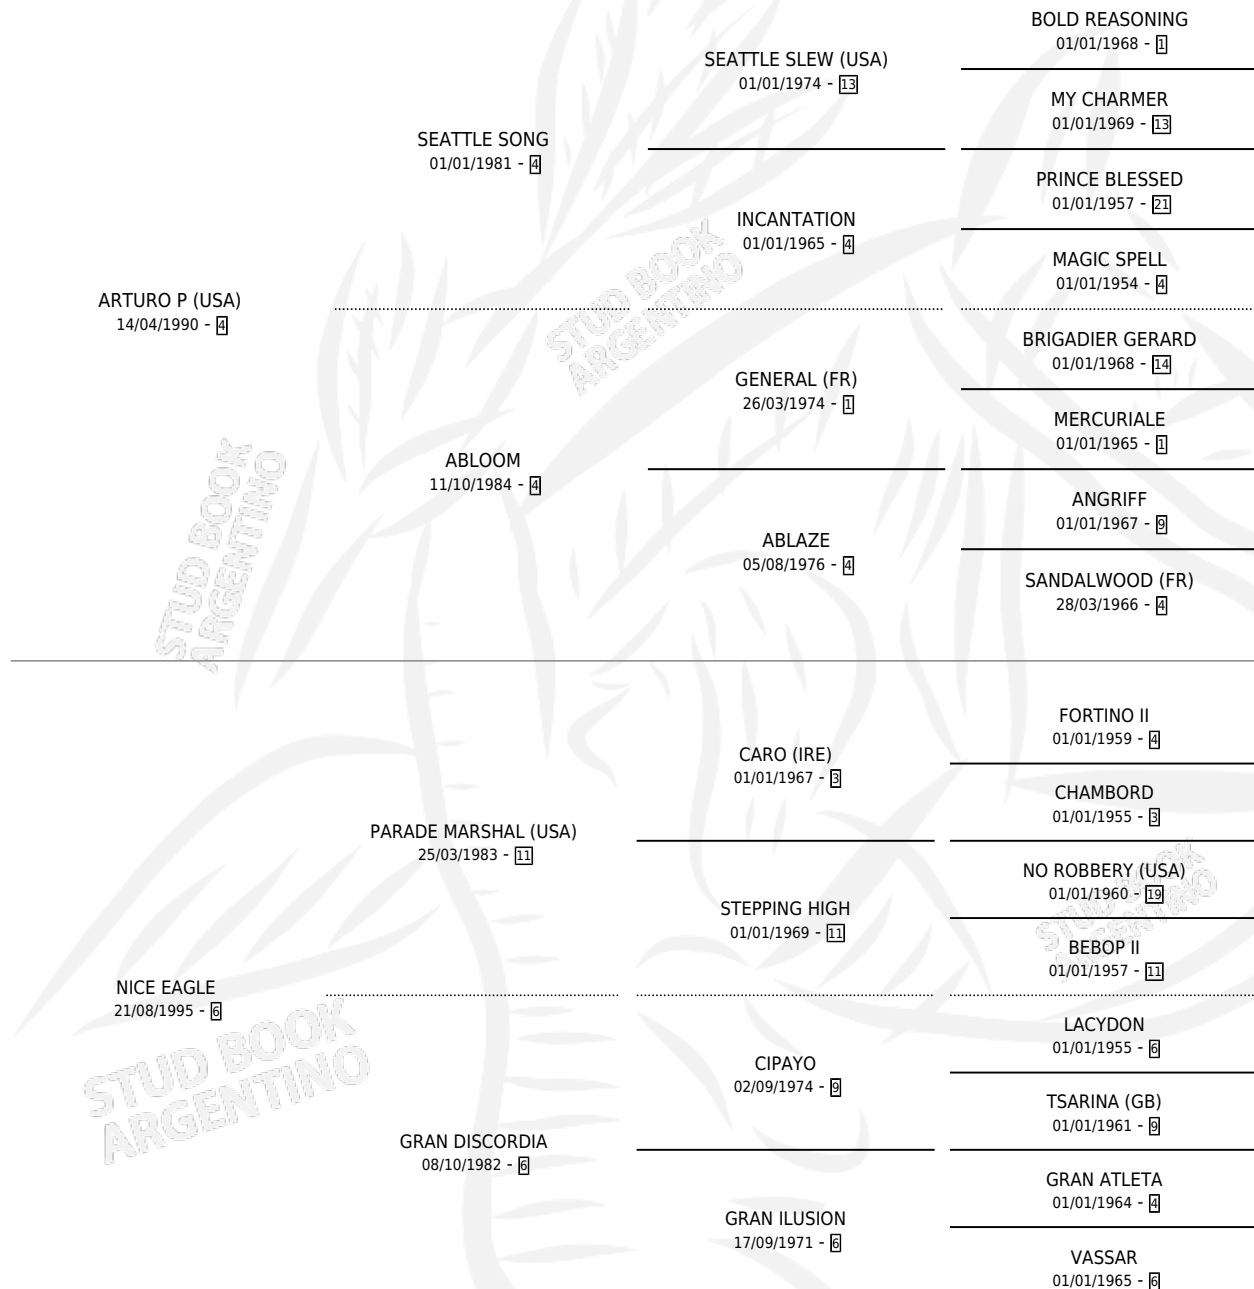 BOLD REASONING
01/01/1968 - 1
SEATTLE SLEW (USA)
01/01/1974 - 13
MY CHARMER
01/01/1969 - 13
SEATTLE SONG
01/01/1981 - 4
PRINCE BLESSED
01/01/1957 - 21
INCANTATION
01/01/1965 - 4
MAGIC SPELL
01/01/1954 - 4
ARTURO P (USA)
14/04/1990 - 4
BRIGADIER GERARD
01/01/1968 - 14
GENERAL (FR)
26/03/1974 - 1
MERCURIALE
01/01/1965 - 1
ABLOOM
11/10/1984 - 4
ANGRIFF
01/01/1967 - 9
ABLAZE
05/08/1976 - 4
SANDALWOOD (FR)
28/03/1966 - 4
FORTINO II
01/01/1959 - 4
CARO (IRE)
01/01/1967 - 3
CHAMBORD
01/01/1955 - 3
PARADE MARSHAL (USA)
25/03/1983 - 11
NO ROBBERY (USA)
01/01/1960 - 19
STEPPING HIGH
01/01/1969 - 11
BEBOP II
01/01/1957 - 11
NICE EAGLE
21/08/1995 - 6
LACYDON
01/01/1955 - 6
CIPAYO
02/09/1974 - 9
TSARINA (GB)
01/01/1961 - 9
GRAN DISCORDIA
08/10/1982 - 6
GRAN ATLETA
01/01/1964 - 4
GRAN ILUSION
17/09/1971 - 6
VASSAR
01/01/1965 - 6
STUD BOOK
ARGENTINO
STUD BOOK
ARGENTINO
STUD BOOK
ARGENTINO
STUD BOOK
ARGENTINO